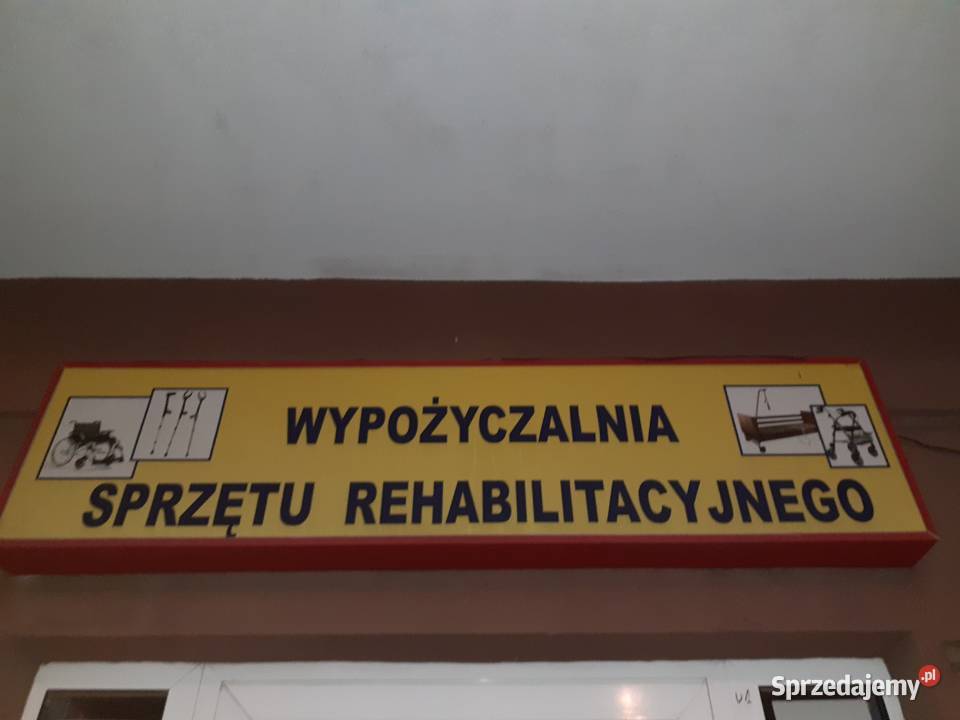 WYPOŻYCZALNIA
SPRZĘTU REHABILITACYJNEGO
Sprzedajemy.pl